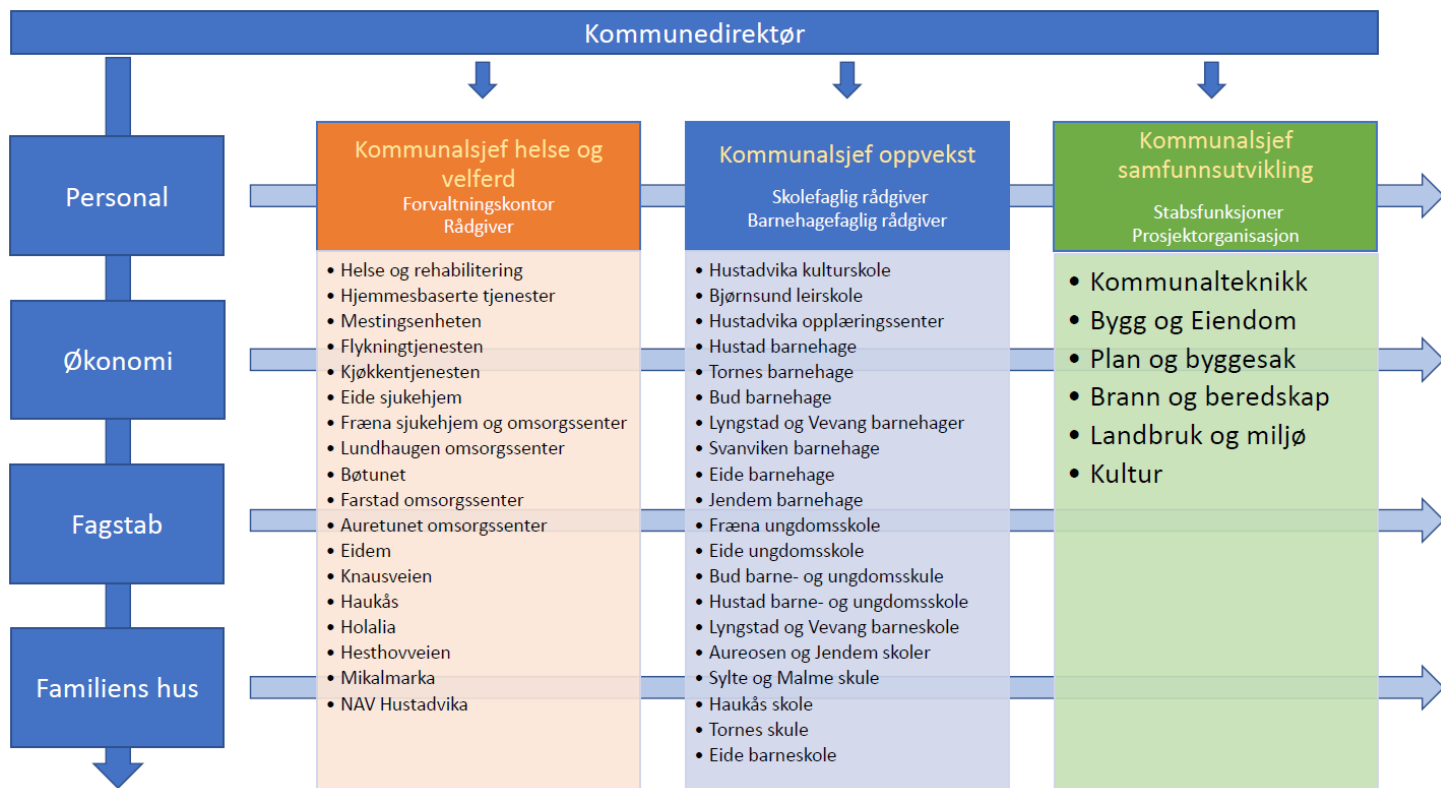 Kommunedirektør
Personal
Økonomi
Fagstab
Familiens hus
Kommunalsjef helse og
velferd
Forvaltningskontor
Rådgiver
• Helse og rehabilitering
• Hjemmesbaserte tjenester
• Mestingsenheten
• Flykningtjenesten
• Kjøkkentjenesten
• Eide sjukehjem
• Fræna sjukehjem og omsorgssenter
• Lundhaugen omsorgssenter
• Bøtunet
• Farstad omsorgssenter
• Auretunet omsorgssenter
• Eidem
• Knausveien
• Haukås
• Holalia
• Hesthovveien
• Mikalmarka
• NAV Hustadvika
Kommunalsjef oppvekst
Skolefaglig rådgiver
Barnehagefaglig rådgiver
• Hustadvika kulturskole
• Bjørnsund leirskole
• Hustadvika opplæringssenter
• Hustad barnehage
• Tornes barnehage
• Bud barnehage
• Lyngstad og Vevang barnehager
• Svanviken barnehage
• Eide barnehage
• Jendem barnehage
• Fræna ungdomsskole
• Eide ungdomsskole
• Bud barne- og ungdomsskule
• Hustad barne- og ungdomsskole
• Lyngstad og Vevang barneskole
• Aureosen og Jendem skoler
• Sylte og Malme skule
• Haukås skole
• Tornes skule
• Eide barneskole
Kommunalsjef
samfunnsutvikling
Stabsfunksjoner
Prosjektorganisasjon
• Kommunalteknikk
• Bygg og Eiendom
• Plan og byggesak
• Brann og beredskap
• Landbruk og miljø
• Kultur